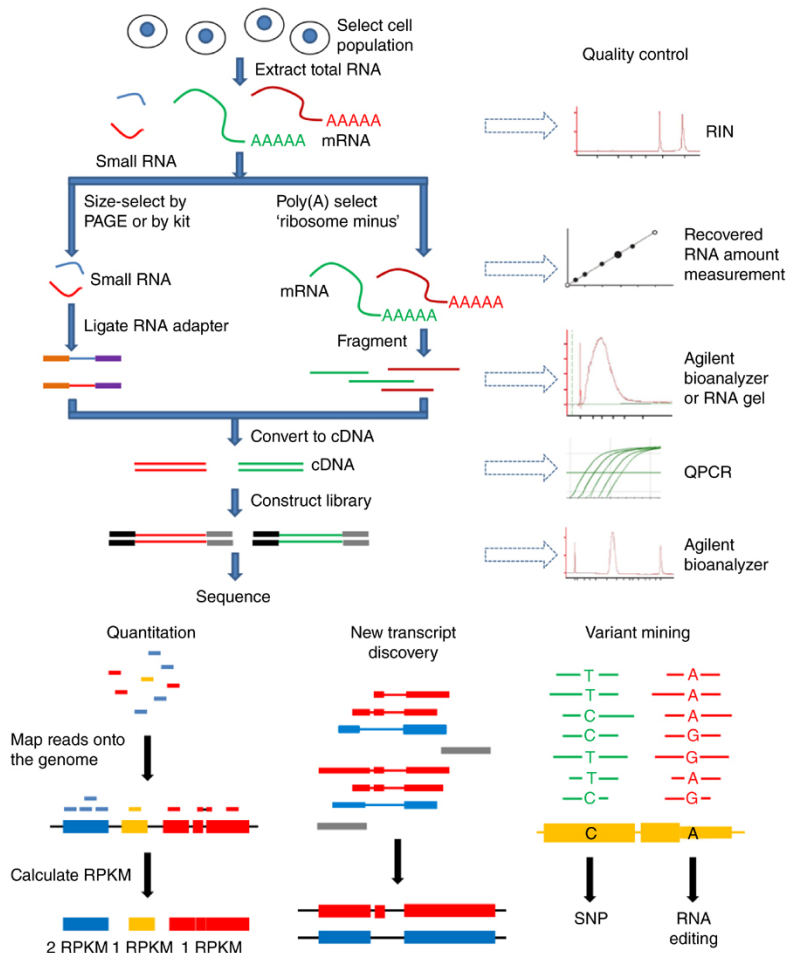 Select cell
population
Extract total RNA
Quality control
AAAAA
AAAAA
mRNA
Small RNA
RIN
Size-select by
PAGE or by kit
Poly(A) select
‘ribosome minus’
Small RNA
mRNA
AAAAA
AAAAA
Recovered
RNA amount
measurement
Ligate RNA adapter
Fragment
Agilent
bioanalyzer
or RNA gel
Convert to cDNA
cDNA
QPCR
Construct library
Agilent
bioanalyzer
Sequence
Quantitation
Map reads onto
the genome
Calculate RPKM
2 RPKM 1 RPKM 1 RPKM
New transcript
discovery
Variant mining
T A
T A
C A
C G
T G
T A
C G
C A
SNP
RNA
editing